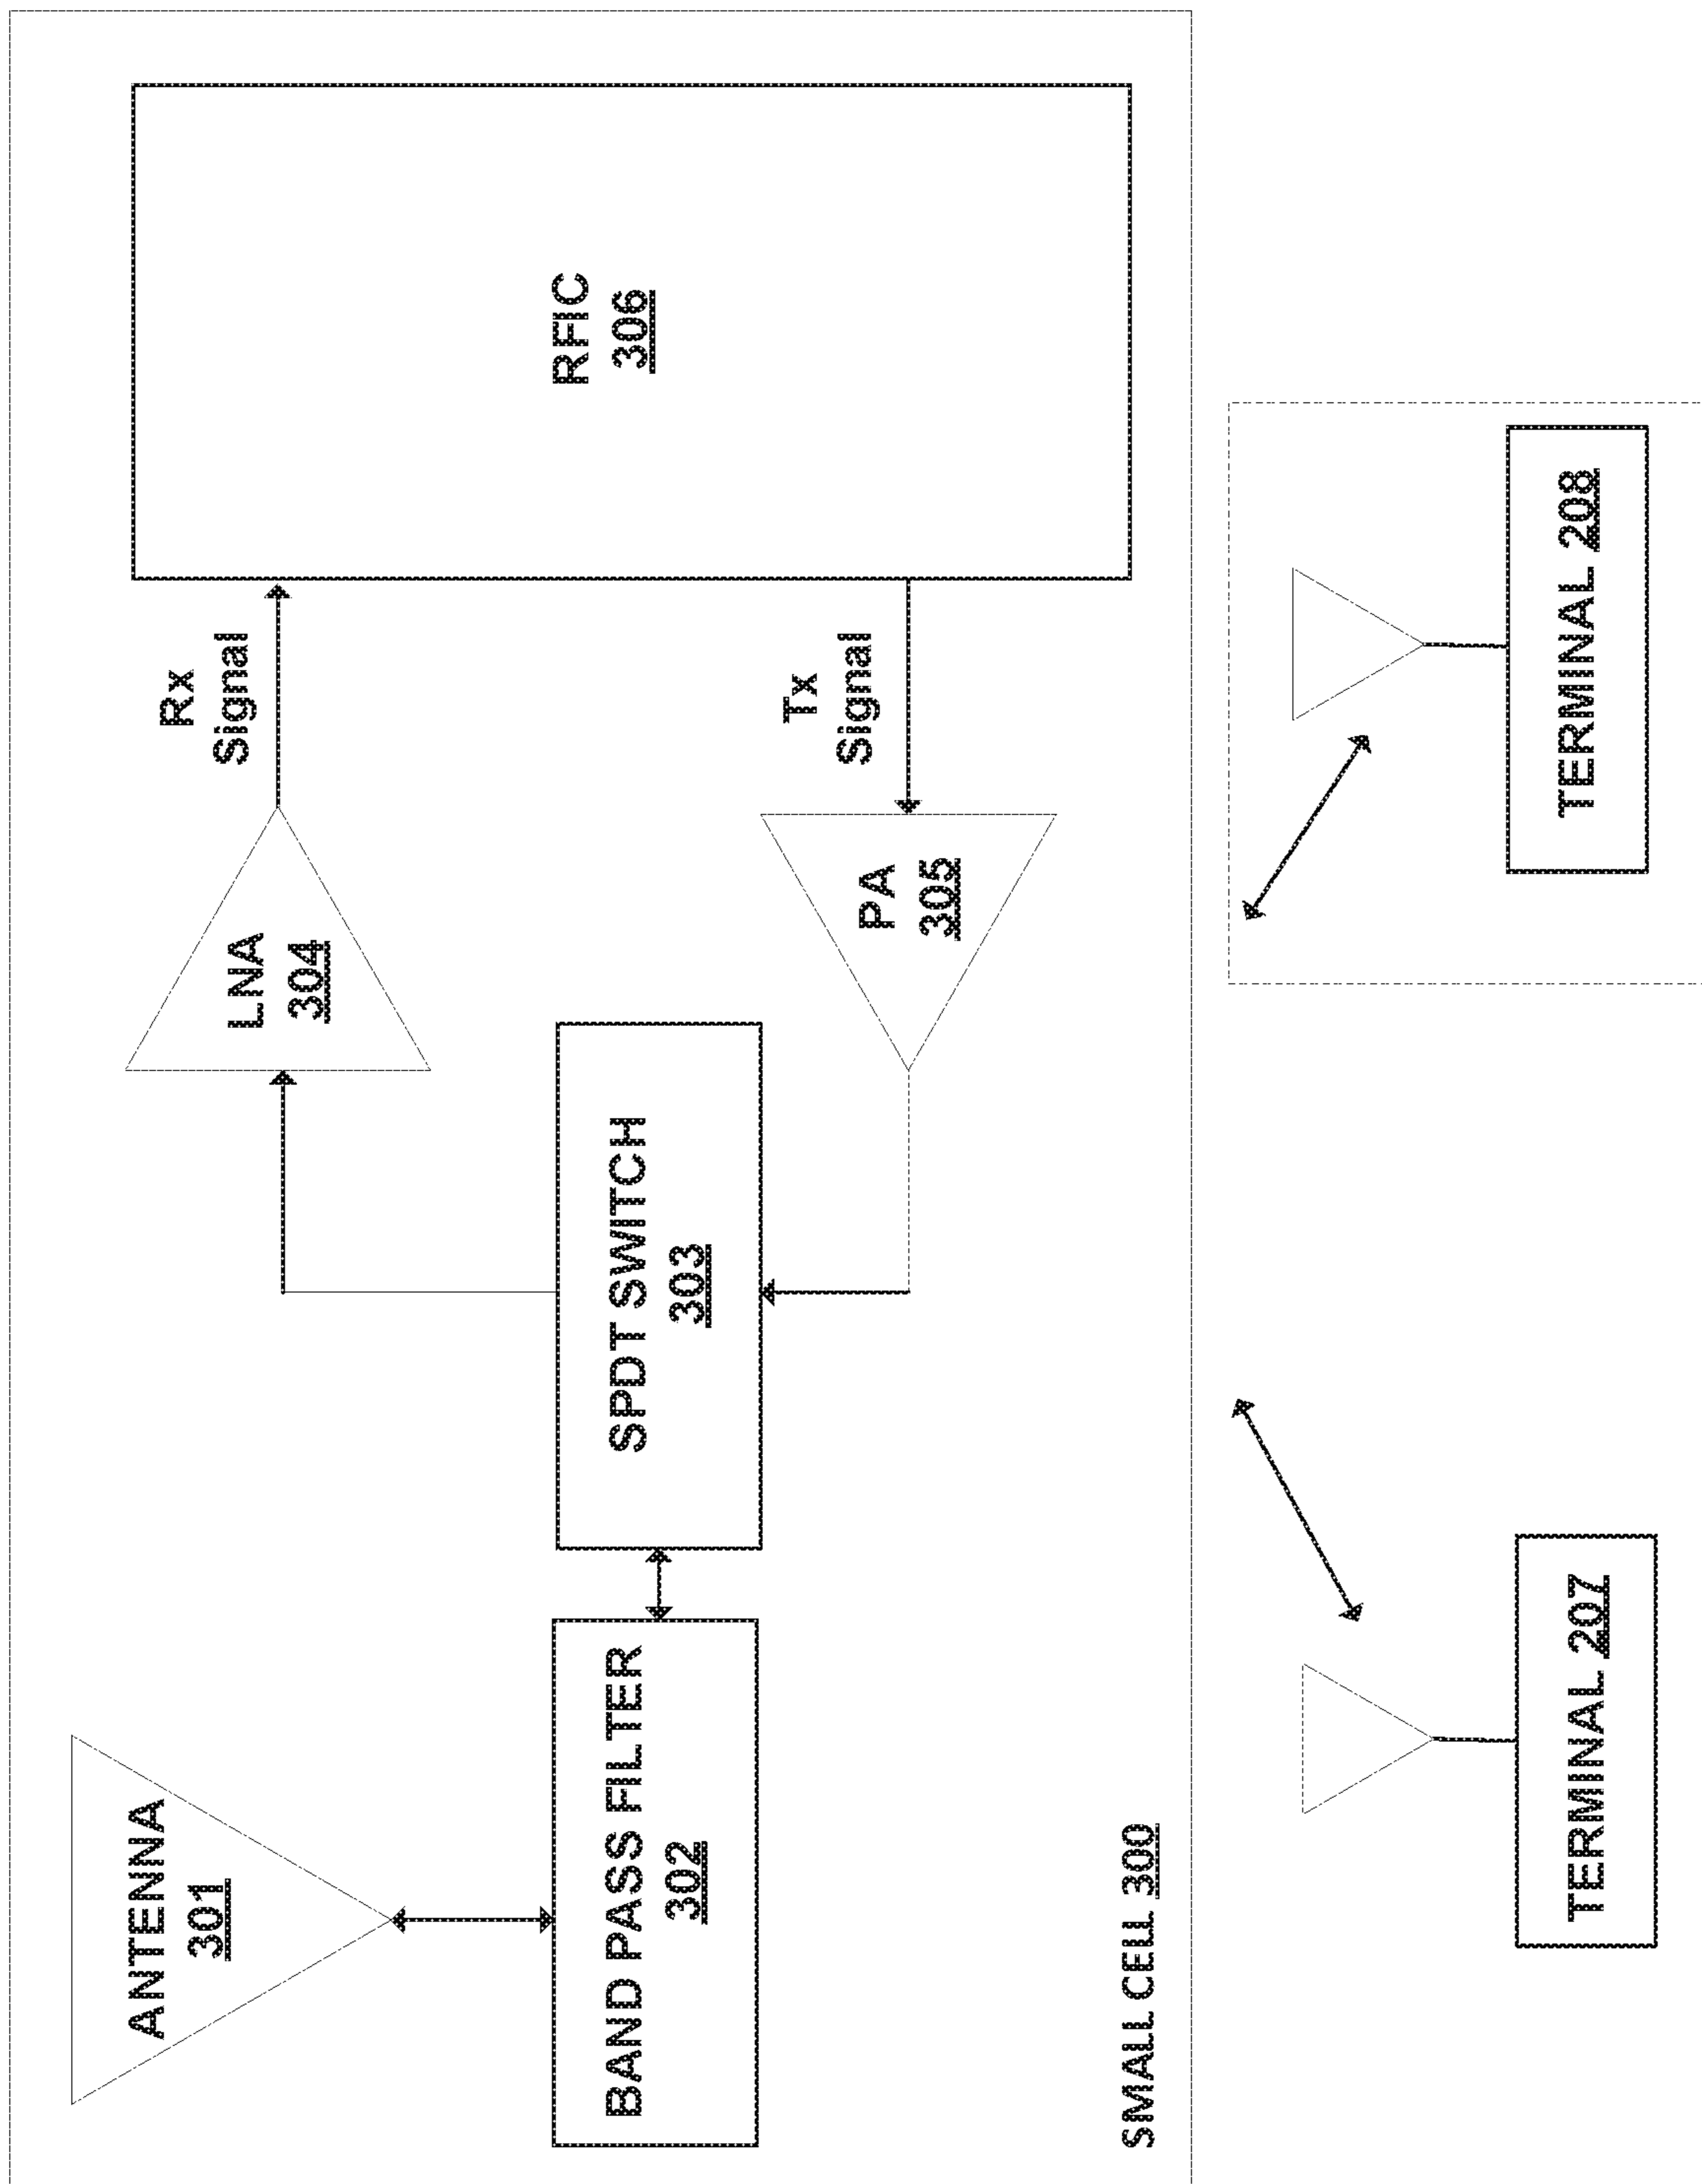 ANTENNA
301
BAND PASS FILTER
302
SPDT SWITCH
303
LNA
304
Rx
Signal
PA
305
Tx
Signal
RFIC
306
SMALL CELL 300
TERMINAL 207
TERMINAL 208